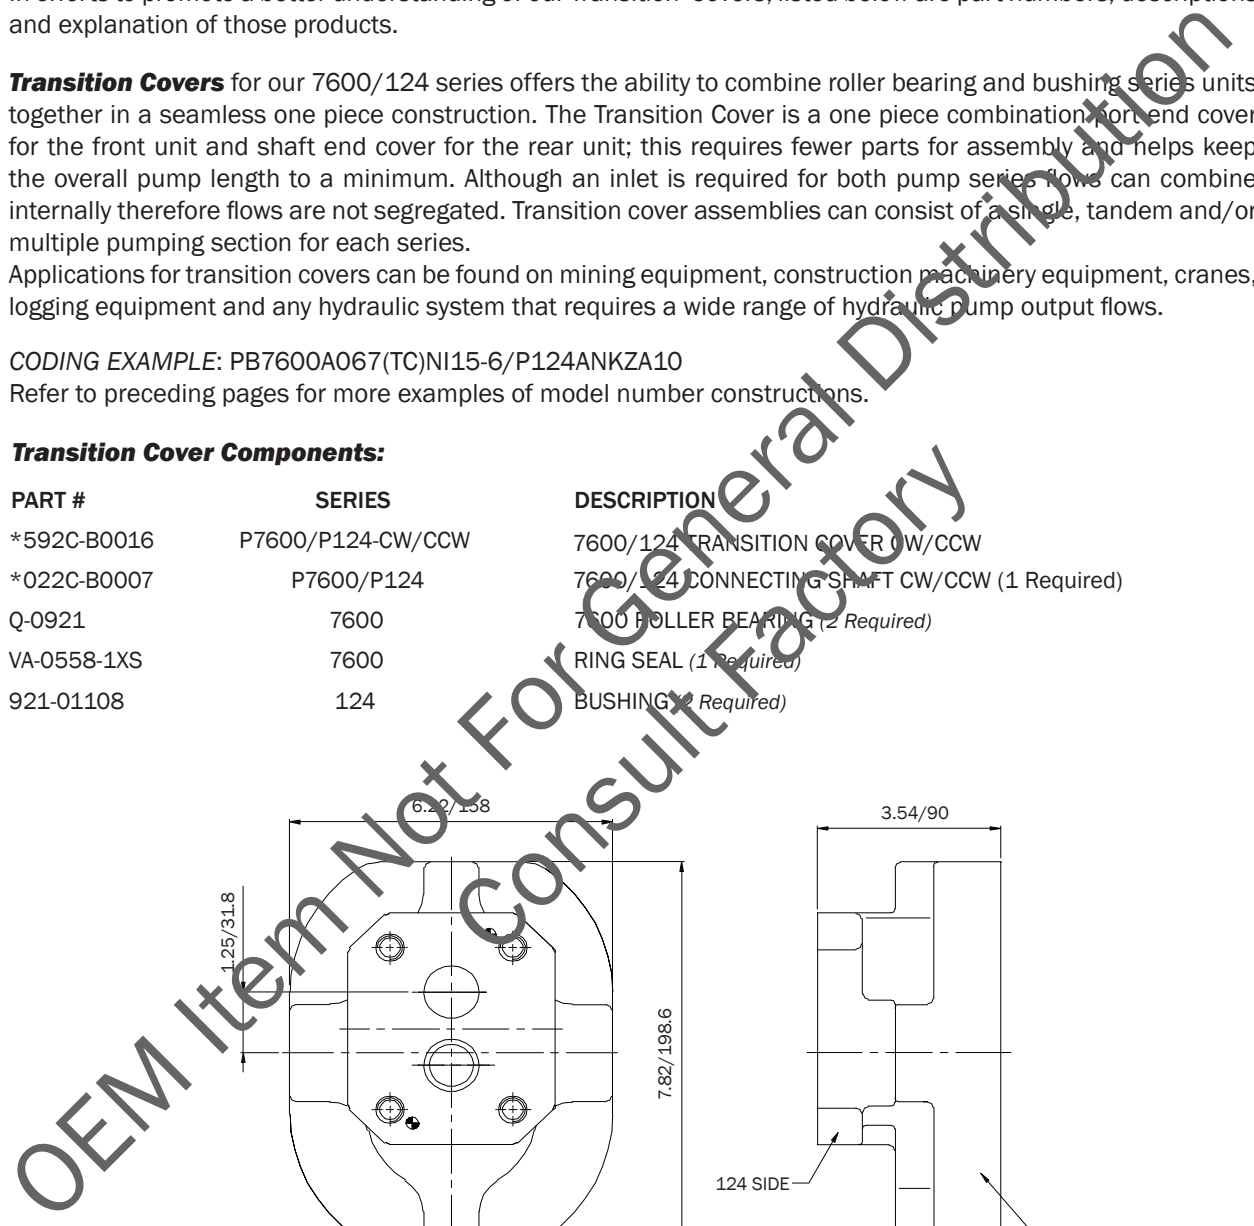 In efforts to promote a better understanding of our Transition Covers, listed below are part numbers, descriptions
and explanation of those products.
Transition Covers for our 7600/124 series offers the ability to combine roller bearing and bushing series units
together in a seamless one piece construction. The Transition Cover is a one piece combination port end cover
for the front unit and shaft end cover for the rear unit; this requires fewer parts for assembly and helps keep
the overall pump length to a minimum. Although an inlet is required for both pump series flows can combine
internally therefore flows are not segregated. Transition cover assemblies can consist of a single, tandem and/or
multiple pumping section for each series.
Applications for transition covers can be found on mining equipment, construction machinery equipment, cranes,
logging equipment and any hydraulic system that requires a wide range of hydraulic pump output flows.
CODING EXAMPLE: PB7600A067(TC)NI15-6/P124ANKZA10
Refer to preceding pages for more examples of model number constructions.
Transition Cover Components:
PART # SERIES DESCRIPTION
*592C-B0016 P7600/P124-CW/CCW 7600/124 TRANSITION COVER CW/CCW
*022C-B0007 P7600/P124 7600/124 CONNECTING SHAFT CW/CCW (1 Required)
Q-0921 7600 7600 ROLLER BEARING (2 Required)
VA-0558-1XS 7600 RING SEAL (1 Required)
921-01108 124 BUSHING (2 Required)
6.22/158
3.54/90
1.25/31.8
7.82/198.6
124 SIDE
OEM Item Not For General Distribution
Consult Factory